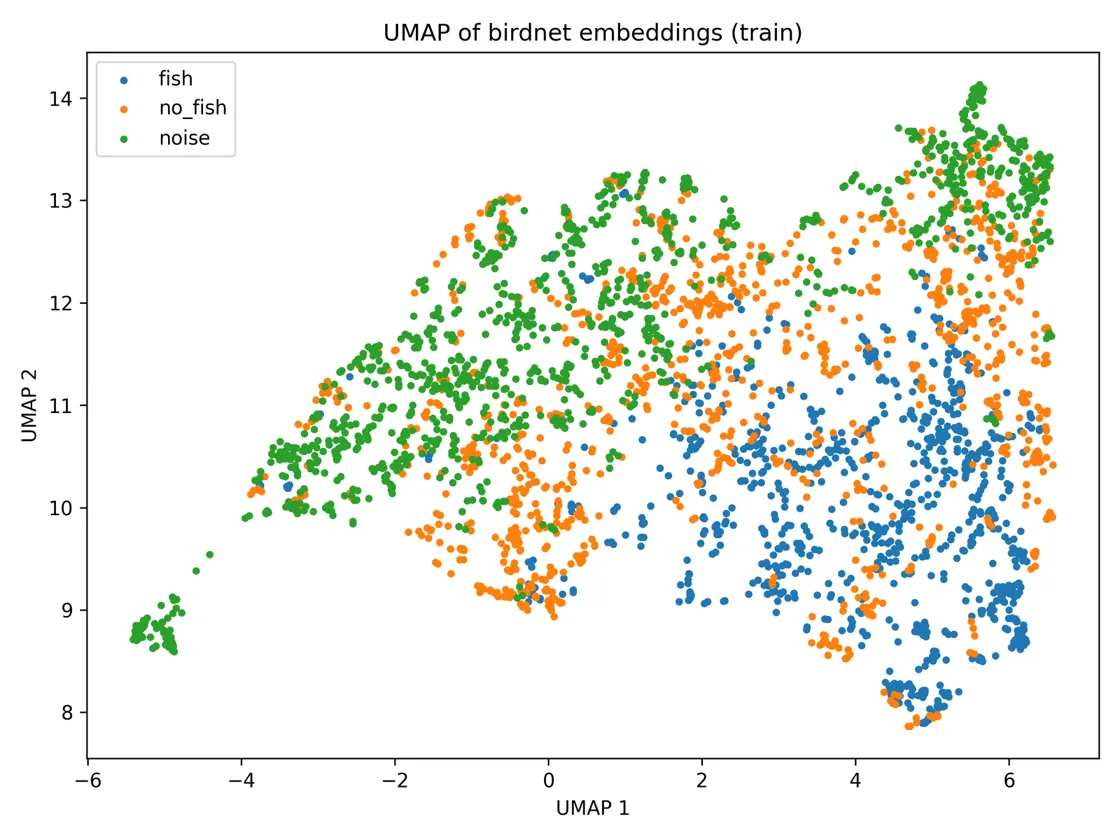 UMAP of birdnet embeddings (train)
fish
no_fish
noise
14
13
12
11
10
9
8
UMAP 2
−6 −4 −2 0 2 4 6
UMAP 1